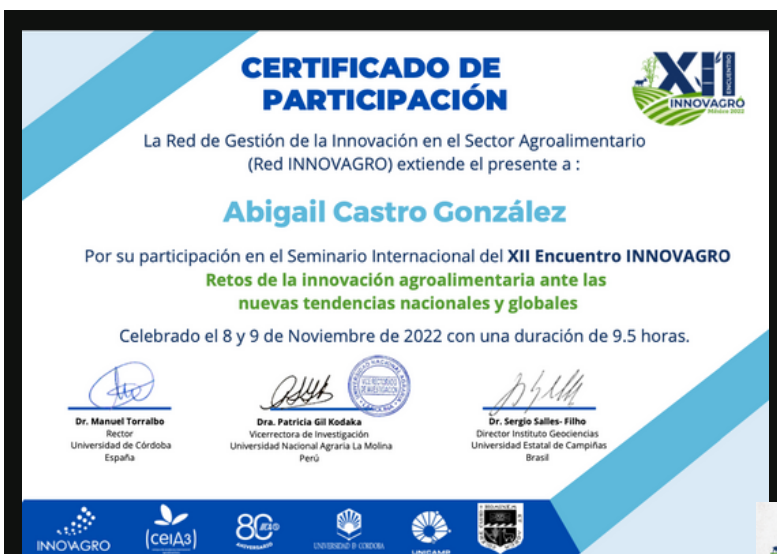 CERTIFICADO DE
PARTICIPACIÓN
XII
ENCUENTRO
INNOVAGRO
México 2022
La Red de Gestión de la Innovación en el Sector Agroalimentario
(Red INNOVAGRO) extiende el presente a :
Abigail Castro González
Por su participación en el Seminario Internacional del XII Encuentro INNOVAGRO
Retos de la innovación agroalimentaria ante las
nuevas tendencias nacionales y globales
Celebrado el 8 y 9 de Noviembre de 2022 con una duración de 9.5 horas.
Dr. Manuel Torralbo
Rector
Universidad de Córdoba
España
Dra. Patricia Gil Kodaka
Vicerrectora de Investigación
Universidad Nacional Agraria La Molina
Perú
Dr. Sergio Salles- Filho
Director Instituto Geociencias
Universidad Estatal de Campiñas
Brasil
INNOVAGRO
(ceiA3)
80
ANIVERSARIO
UNIVERSIDAD D CORDOBA
UNICAMP